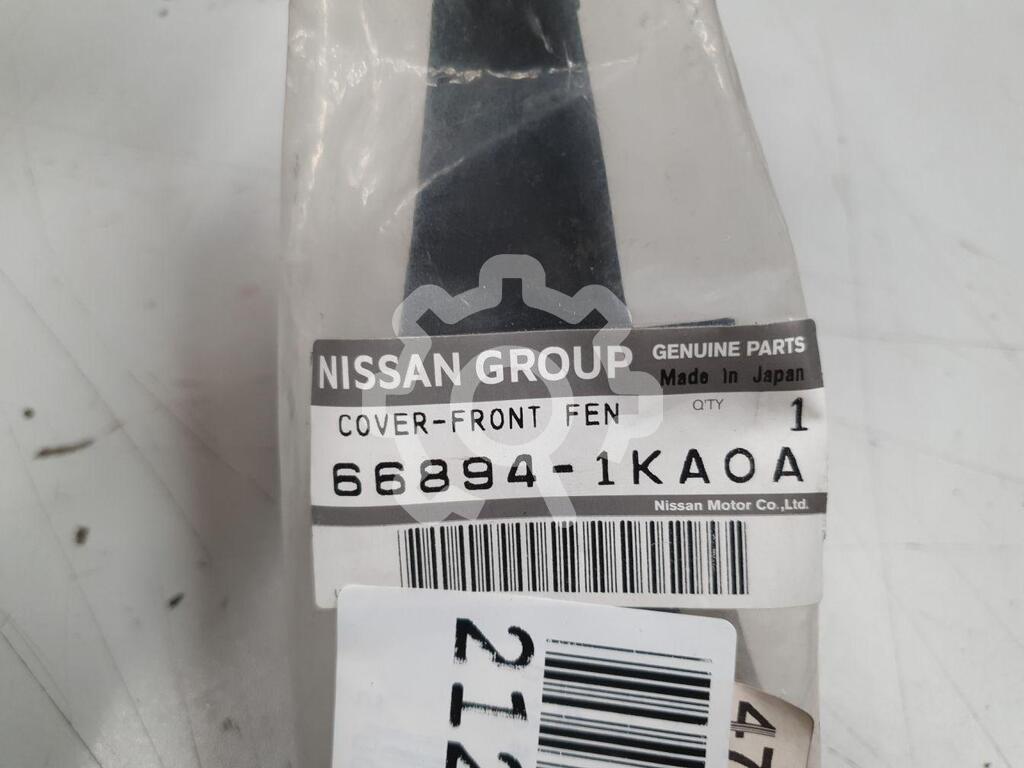 NISSAN GROUP GENUINE PARTS
Made in Japan
COVER-FRONT FEN Q'TY 1
66894-1KA0A
Nissan Motor Co.,Ltd.
212
47